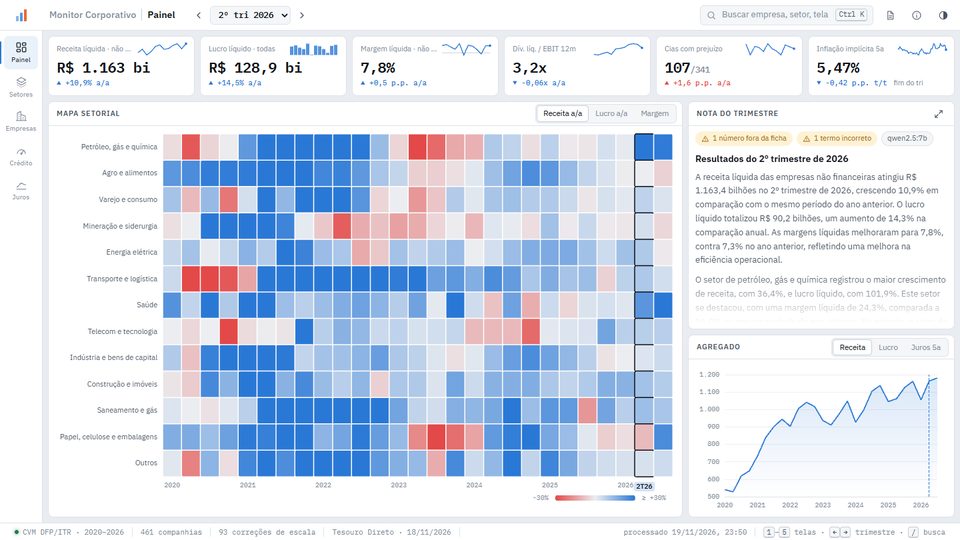 Monitor Corporativo
Painel
2º tri 2026
Buscar empresa, setor, tela
Ctrl K
Painel
Setores
Empresas
Crédito
Juros
Receita líquida · não ...
R$ 1.163 bi
+10,9% a/a
Lucro líquido · todas
R$ 128,9 bi
+14,5% a/a
Margem líquida · nã...
7,8%
+0,5 p.p. a/a
Dív. líq. / EBIT 12m
3,2x
-0,06x a/a
Cias com prejuízo
107/341
+1,6 p.p. a/a
Inflação implícita 5a
5,47%
-0,42 p.p. t/t fim do tri
MAPA SETORIAL
Receita a/a
Lucro a/a
Margem
Petróleo, gás e química
Agro e alimentos
Varejo e consumo
Mineração e siderurgia
Energia elétrica
Transporte e logística
Saúde
Telecom e tecnologia
Indústria e bens de capital
Construção e imóveis
Saneamento e gás
Papel, celulose e embalagens
Outros
2020 2021 2022 2023 2024 2025 2026 2T26
-30% ≥ +30%
NOTA DO TRIMESTRE
1 número fora da ficha
1 termo incorreto
qwen2.5:7b
Resultados do 2º trimestre de 2026
A receita líquida das empresas não financeiras atingiu R$
1.163,4 bilhões no 2º trimestre de 2026, crescendo 10,9% em
comparação com o mesmo período do ano anterior. O lucro
líquido totalizou R$ 90,2 bilhões, um aumento de 14,3% na
comparação anual. As margens líquidas melhoraram para 7,8%,
contra 7,3% no ano anterior, refletindo uma melhora na
eficiência operacional.
O setor de petróleo, gás e química registrou o maior crescimento
de receita, com 36,4%, e lucro líquido, com 101,9%. Este setor
se destacou, com uma margem líquida de 24,3%, comparada a
AGREGADO
Receita
Lucro
Juros 5a
1.200
1.100
1.000
900
800
700
600
500
2020 2021 2022 2023 2024 2025 2026
CVM DFP/ITR · 2020–2026
461 companhias
93 correções de escala
Tesouro Direto · 18/11/2026
processado 19/11/2026, 23:50
1–5 telas · ←→ trimestre · / busca